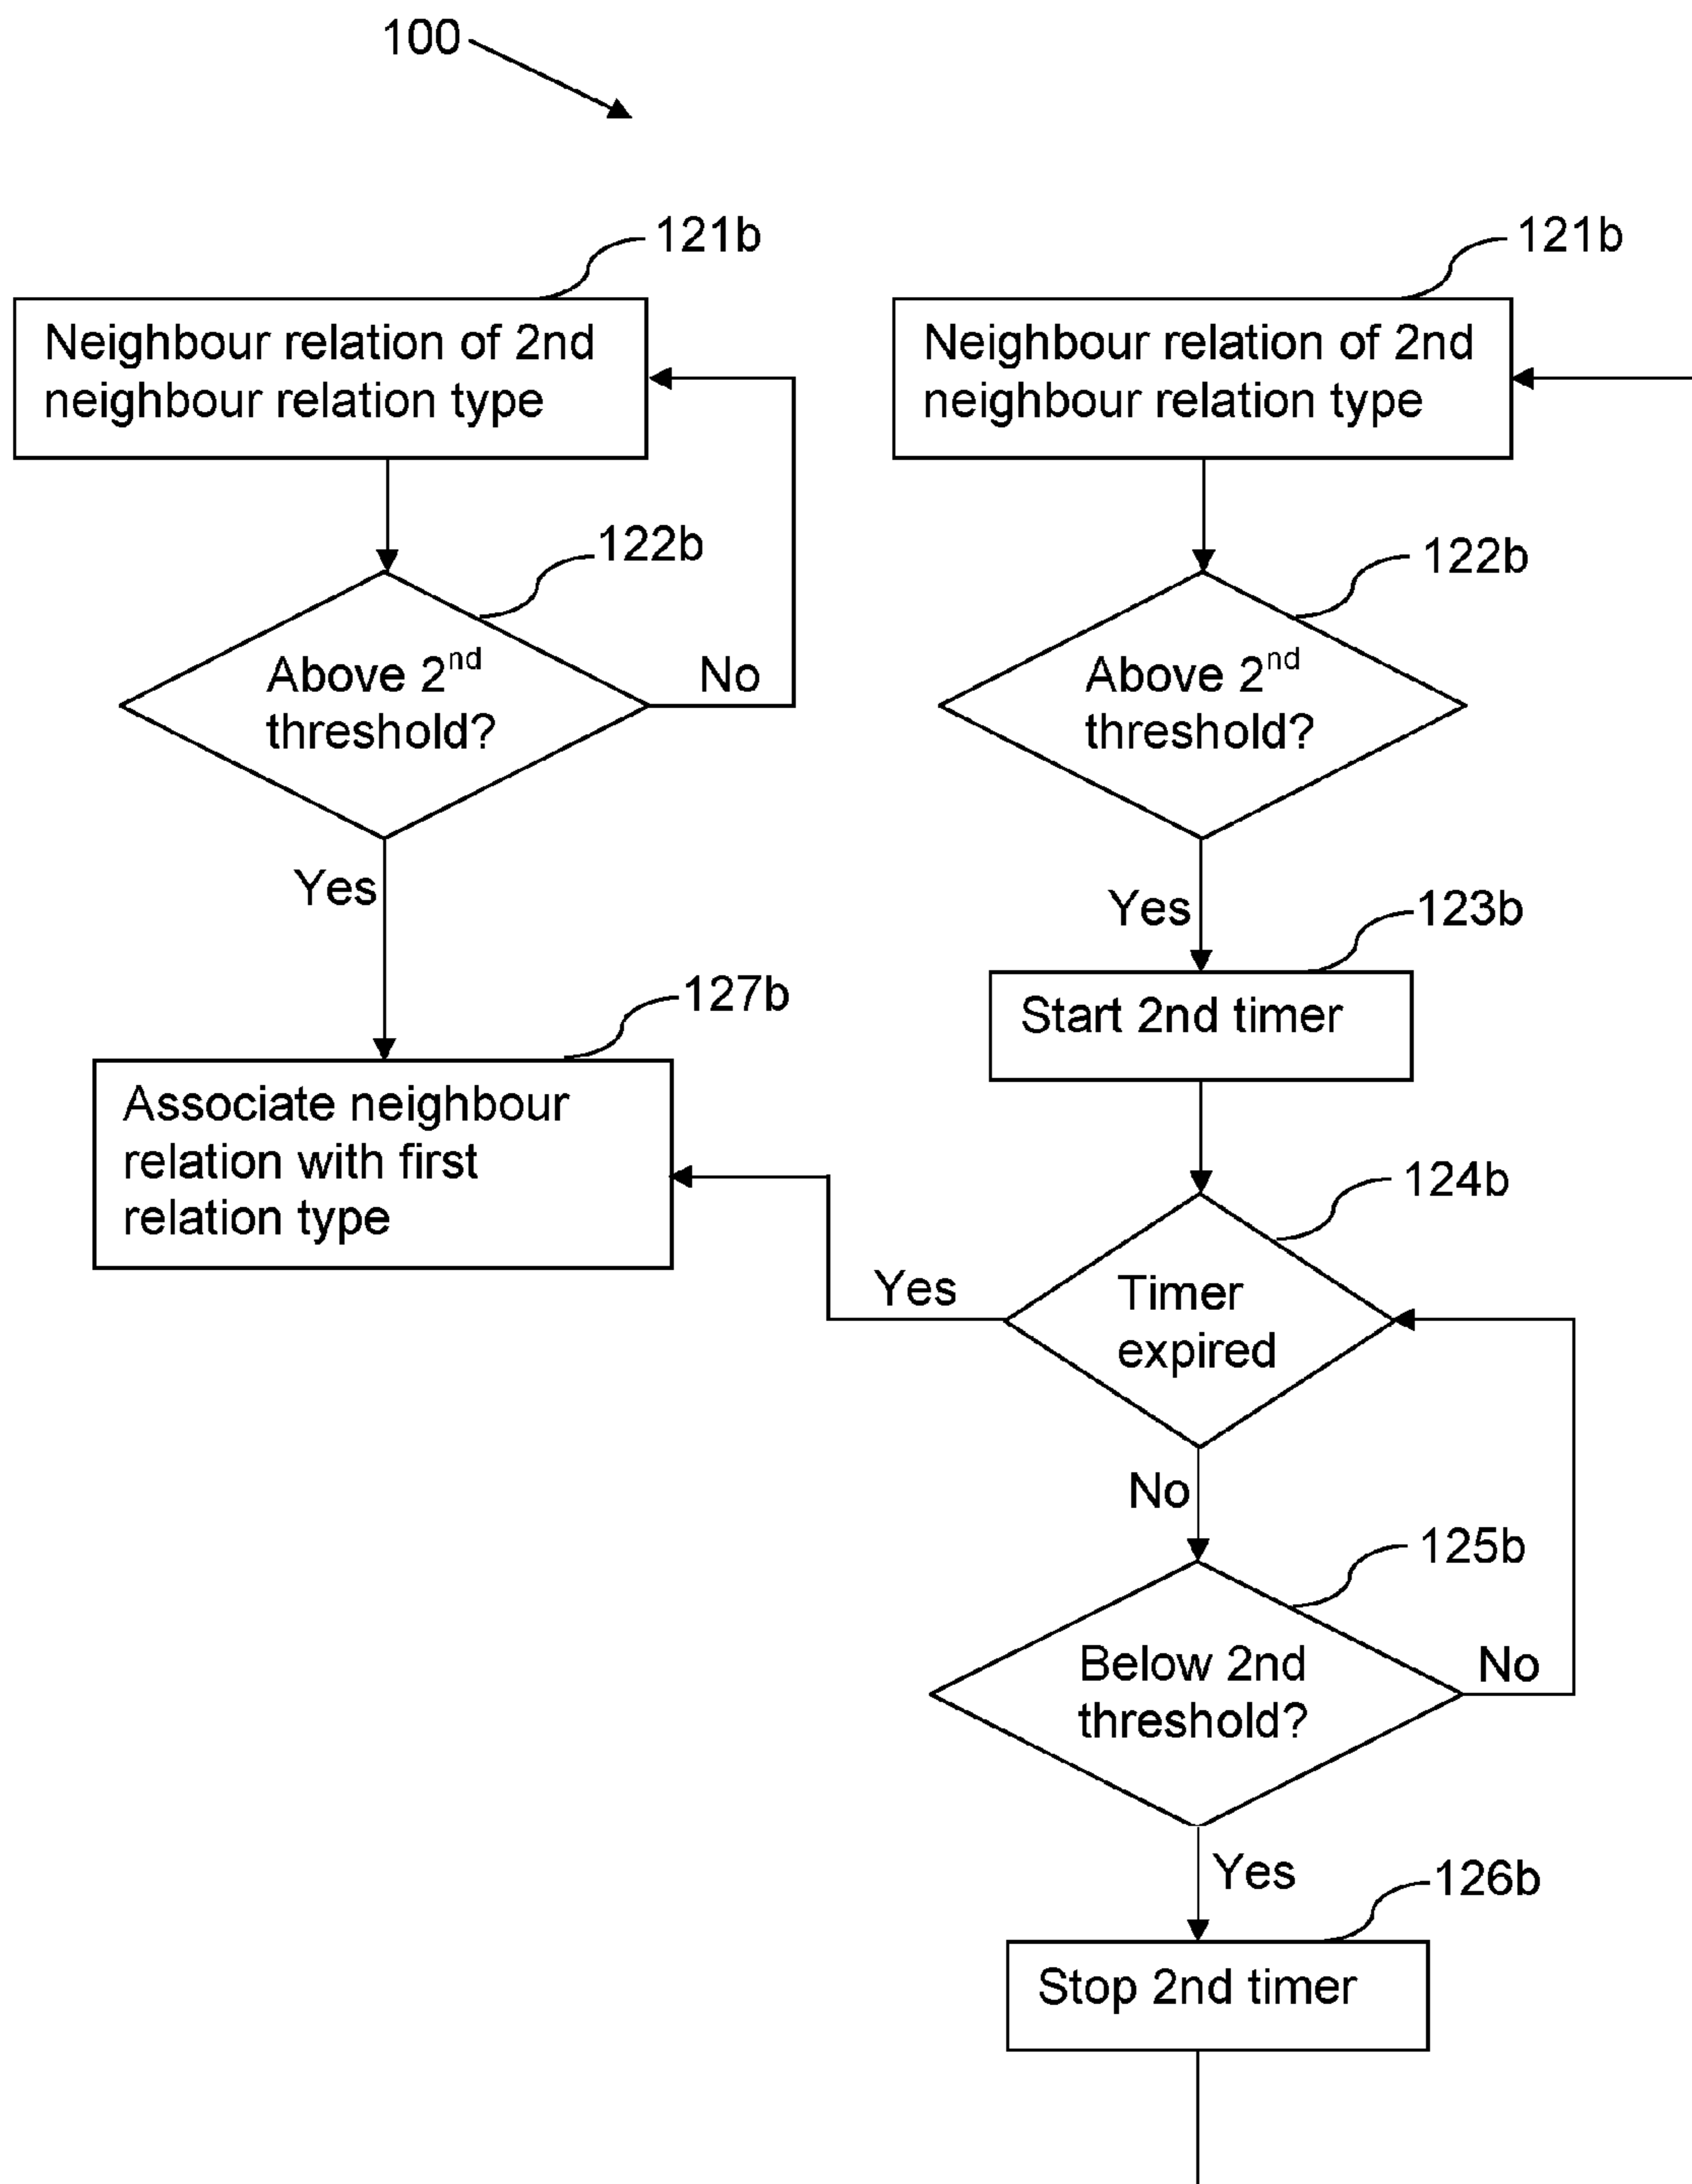 100
121b
Neighbour relation of 2nd
neighbour relation type
122b
Above 2nd
threshold?
No
Yes
127b
Associate neighbour
relation with first
relation type
121b
Neighbour relation of 2nd
neighbour relation type
122b
Above 2nd
threshold?
Yes
123b
Start 2nd timer
124b
Timer
expired
Yes
No
125b
Below 2nd
threshold?
No
Yes
126b
Stop 2nd timer